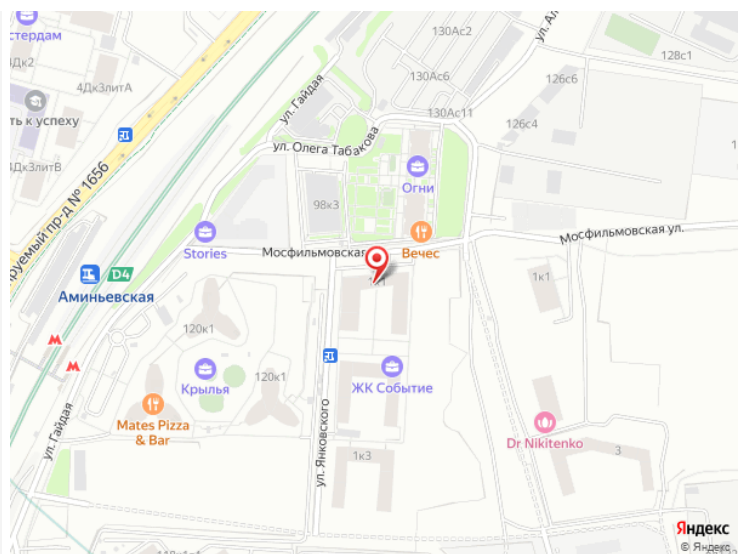 стердам
4Дк2
4Дк3литА
ть к успеху
4Дк3литВ
руемый пр-д № 1656
ул. Гайдая
130Ас2
130Ас6
130Ас11
ул. Ал
128с1
126с6
126с4
ул. Олега Табакова
Огни
98к3
Stories
Мосфильмовская
Вечес
Мосфильмовская ул.
D4
Аминьевская
1к1
1к1
120к1
Крылья
120к1
ЖК Событие
Mates Pizza
& Bar
ул. Гайдая
ул. Янковского
1к3
Dr Nikitenko
3
Яндекс
© Яндекс